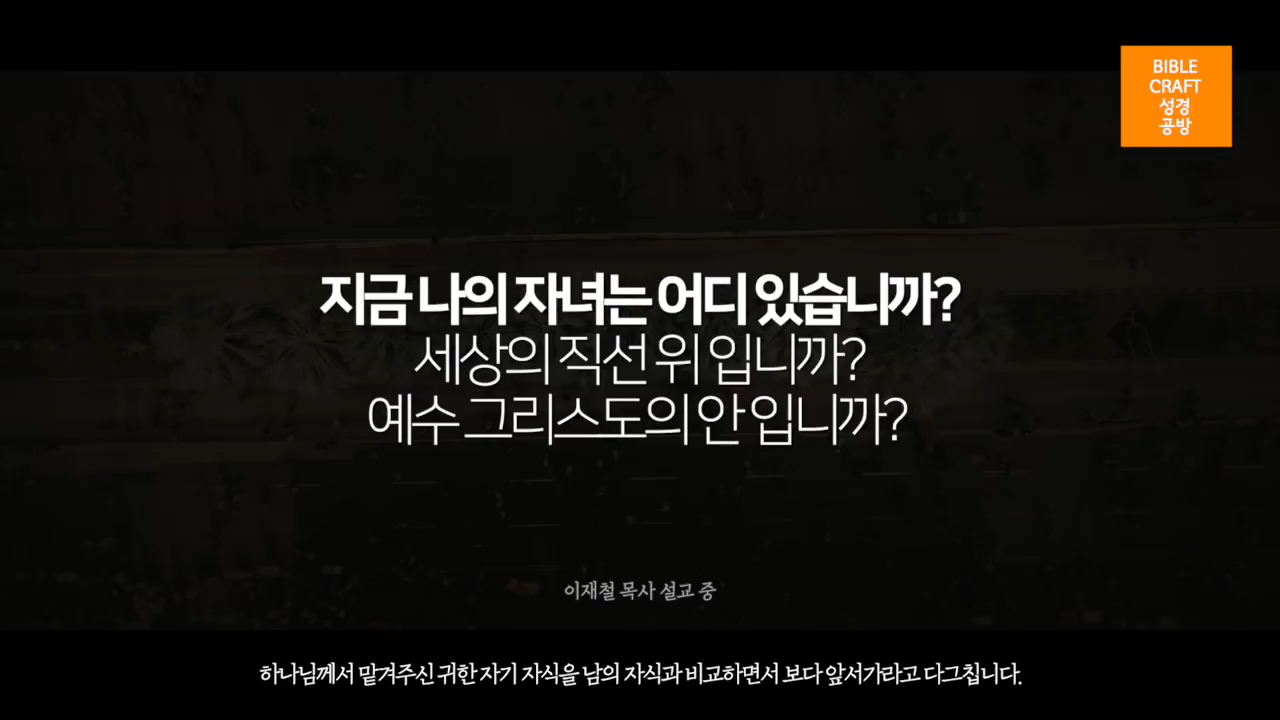 BIBLE
CRAFT
성경
공방
지금 나의 자녀는 어디 있습니까?
세상의 직선 위 입니까?
예수 그리스도의 안 입니까?
이재철 목사 설교 중
하나님께서 맡겨주신 귀한 자기 자식을 남의 자식과 비교하면서 보다 앞서가라고 다그칩니다.